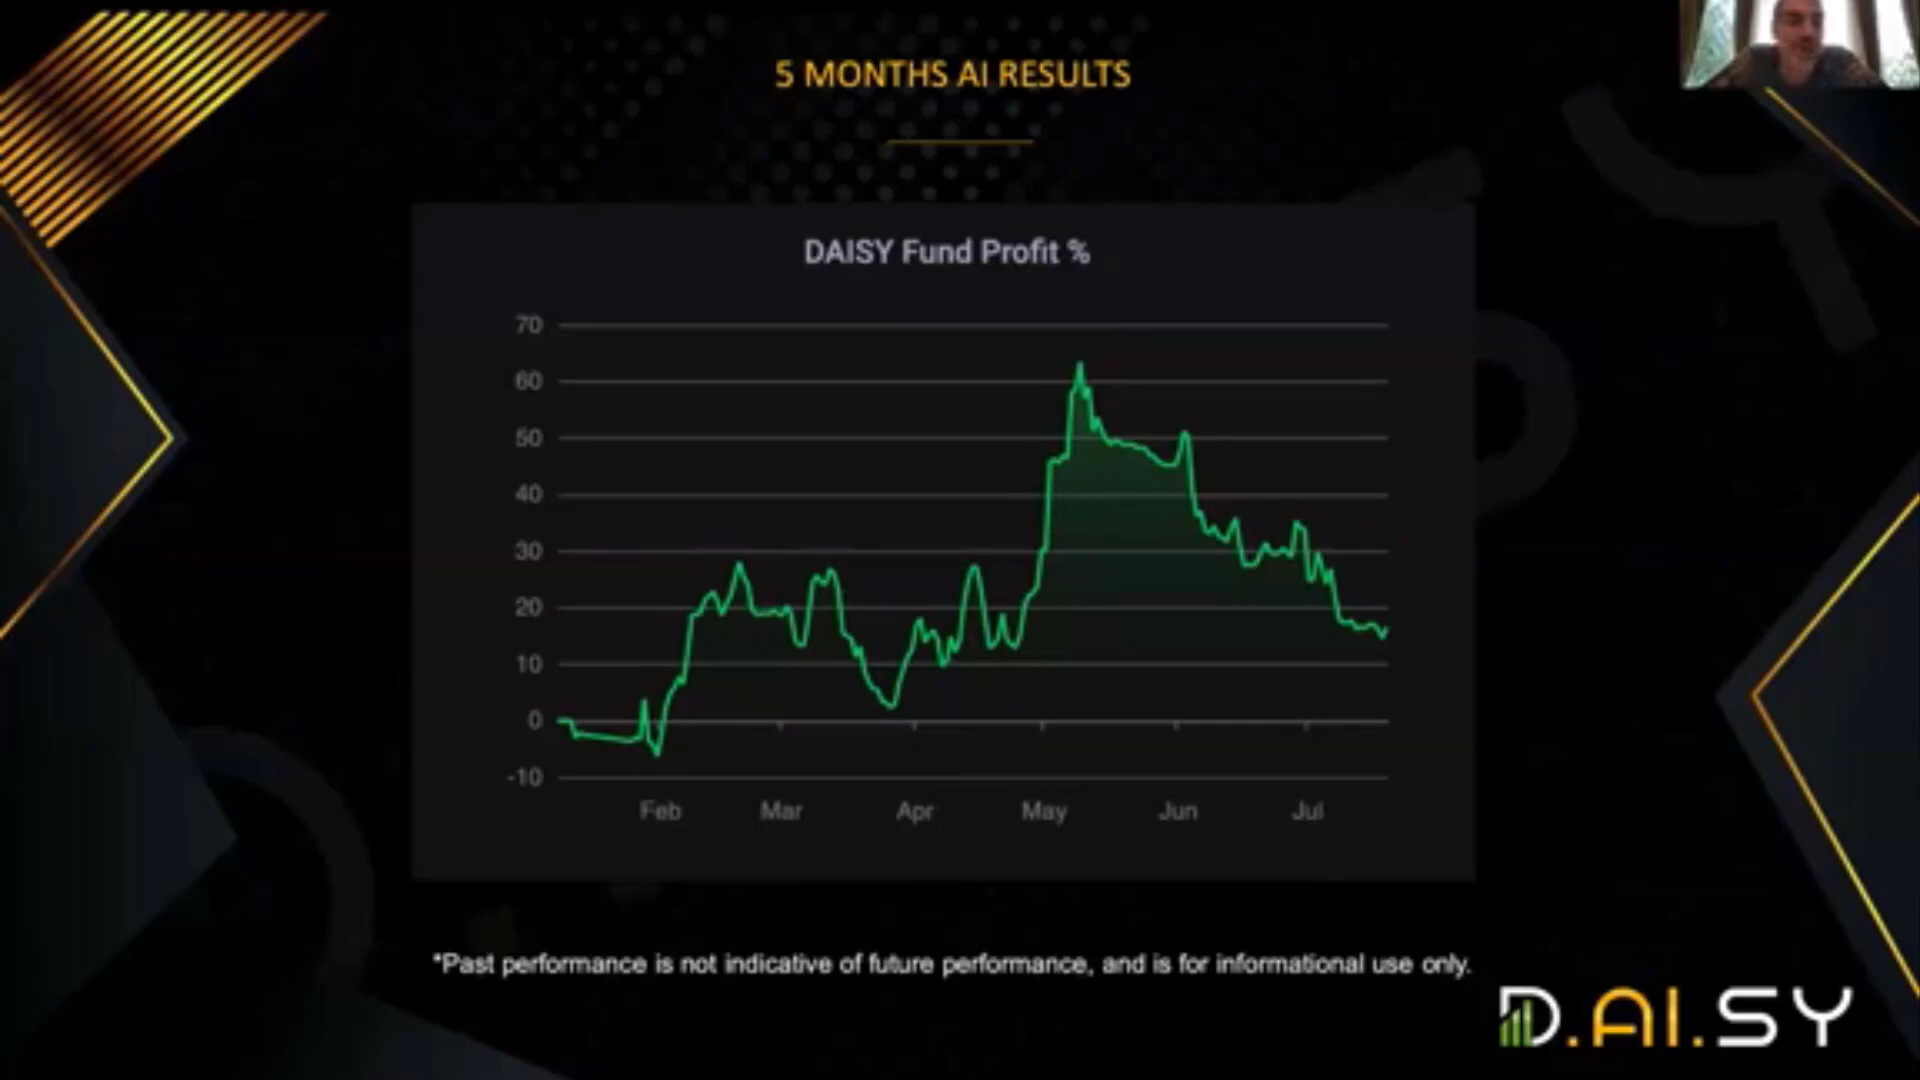 5 MONTHS AI RESULTS
DAISY Fund Profit %
70
60
50
40
30
20
10
0
-10
Feb Mar Apr May Jun Jul
*Past performance is not indicative of future performance, and is for informational use only.
D.AI.SY